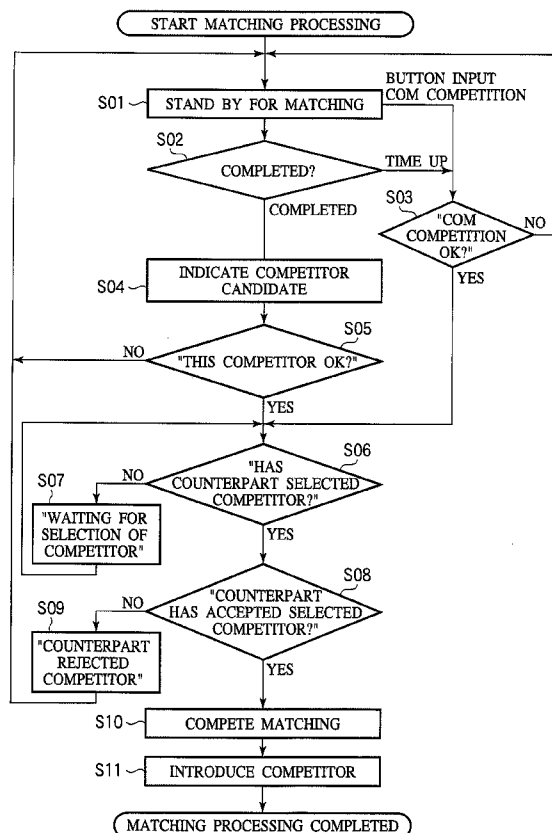 START MATCHING PROCESSING
S01
STAND BY FOR MATCHING
BUTTON INPUT
COM COMPETITION
S02
COMPLETED?
TIME UP
COMPLETED
S03
"COM
COMPETITION
OK?"
NO
YES
S04
INDICATE COMPETITOR
CANDIDATE
S05
NO
"THIS COMPETITOR OK?"
YES
S06
NO
"HAS
COUNTERPART SELECTED
COMPETITOR?"
S07
"WAITING FOR
SELECTION OF
COMPETITOR"
YES
S08
NO
"COUNTERPART
HAS ACCEPTED SELECTED
COMPETITOR?"
S09
"COUNTERPART
REJECTED
COMPETITOR"
YES
S10
COMPETE MATCHING
S11
INTRODUCE COMPETITOR
MATCHING PROCESSING COMPLETED